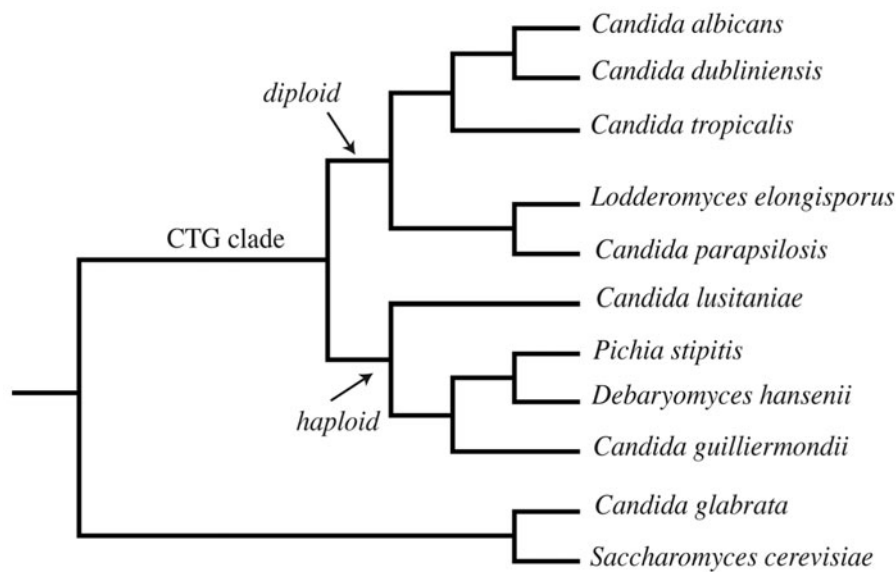 Candida albicans
Candida dubliniensis
diploid
Candida tropicalis
Lodderomyces elongisporus
CTG clade
Candida parapsilosis
Candida lusitaniae
Pichia stipitis
Debaryomyces hansenii
haploid
Candida guilliermondii
Candida glabrata
Saccharomyces cerevisiae